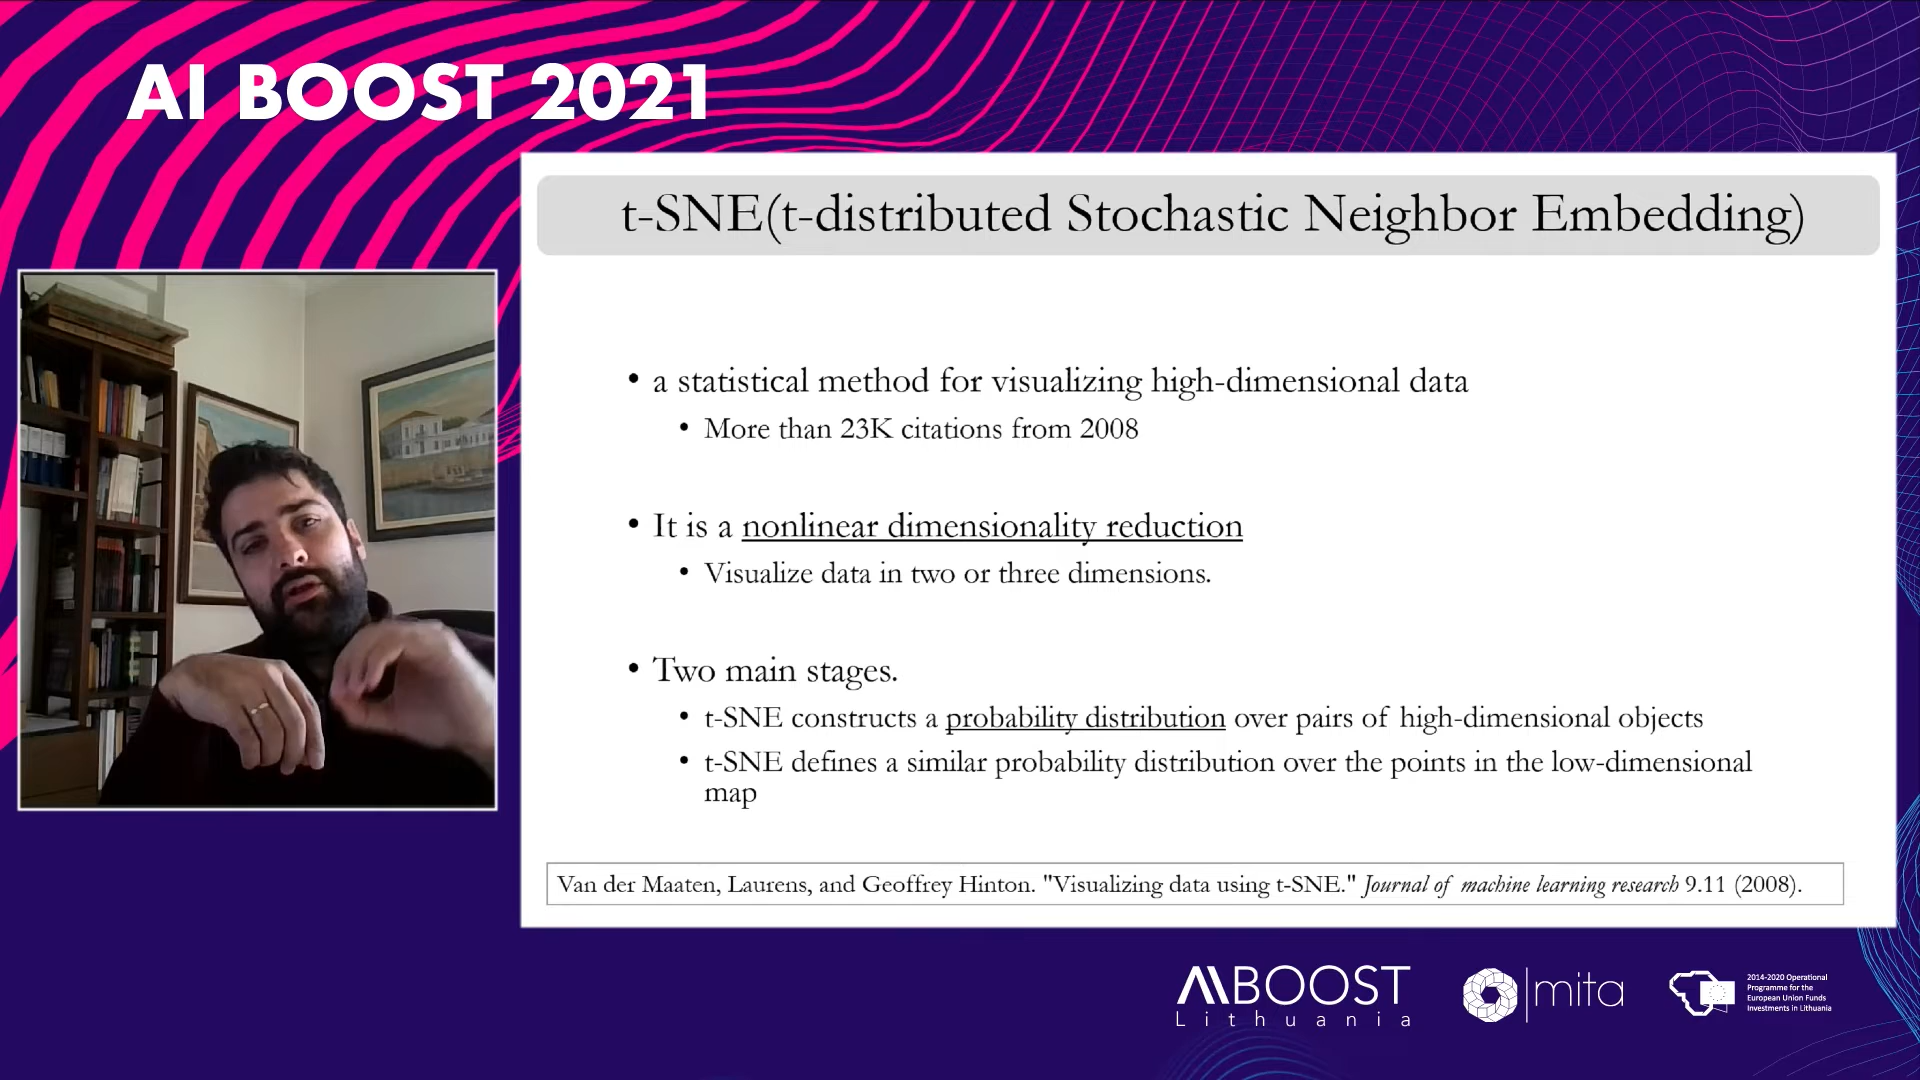 AI BOOST 2021
t-SNE(t-distributed Stochastic Neighbor Embedding)
• a statistical method for visualizing high-dimensional data
• More than 23K citations from 2008
• It is a nonlinear dimensionality reduction
• Visualize data in two or three dimensions.
• Two main stages.
• t-SNE constructs a probability distribution over pairs of high-dimensional objects
• t-SNE defines a similar probability distribution over the points in the low-dimensional
map
Van der Maaten, Laurens, and Geoffrey Hinton. "Visualizing data using t-SNE." Journal of machine learning research 9.11 (2008).
AI BOOST
Lithuania
mita
2014-2020 Operational
Programme for the
European Union Funds
Investments in Lithuania